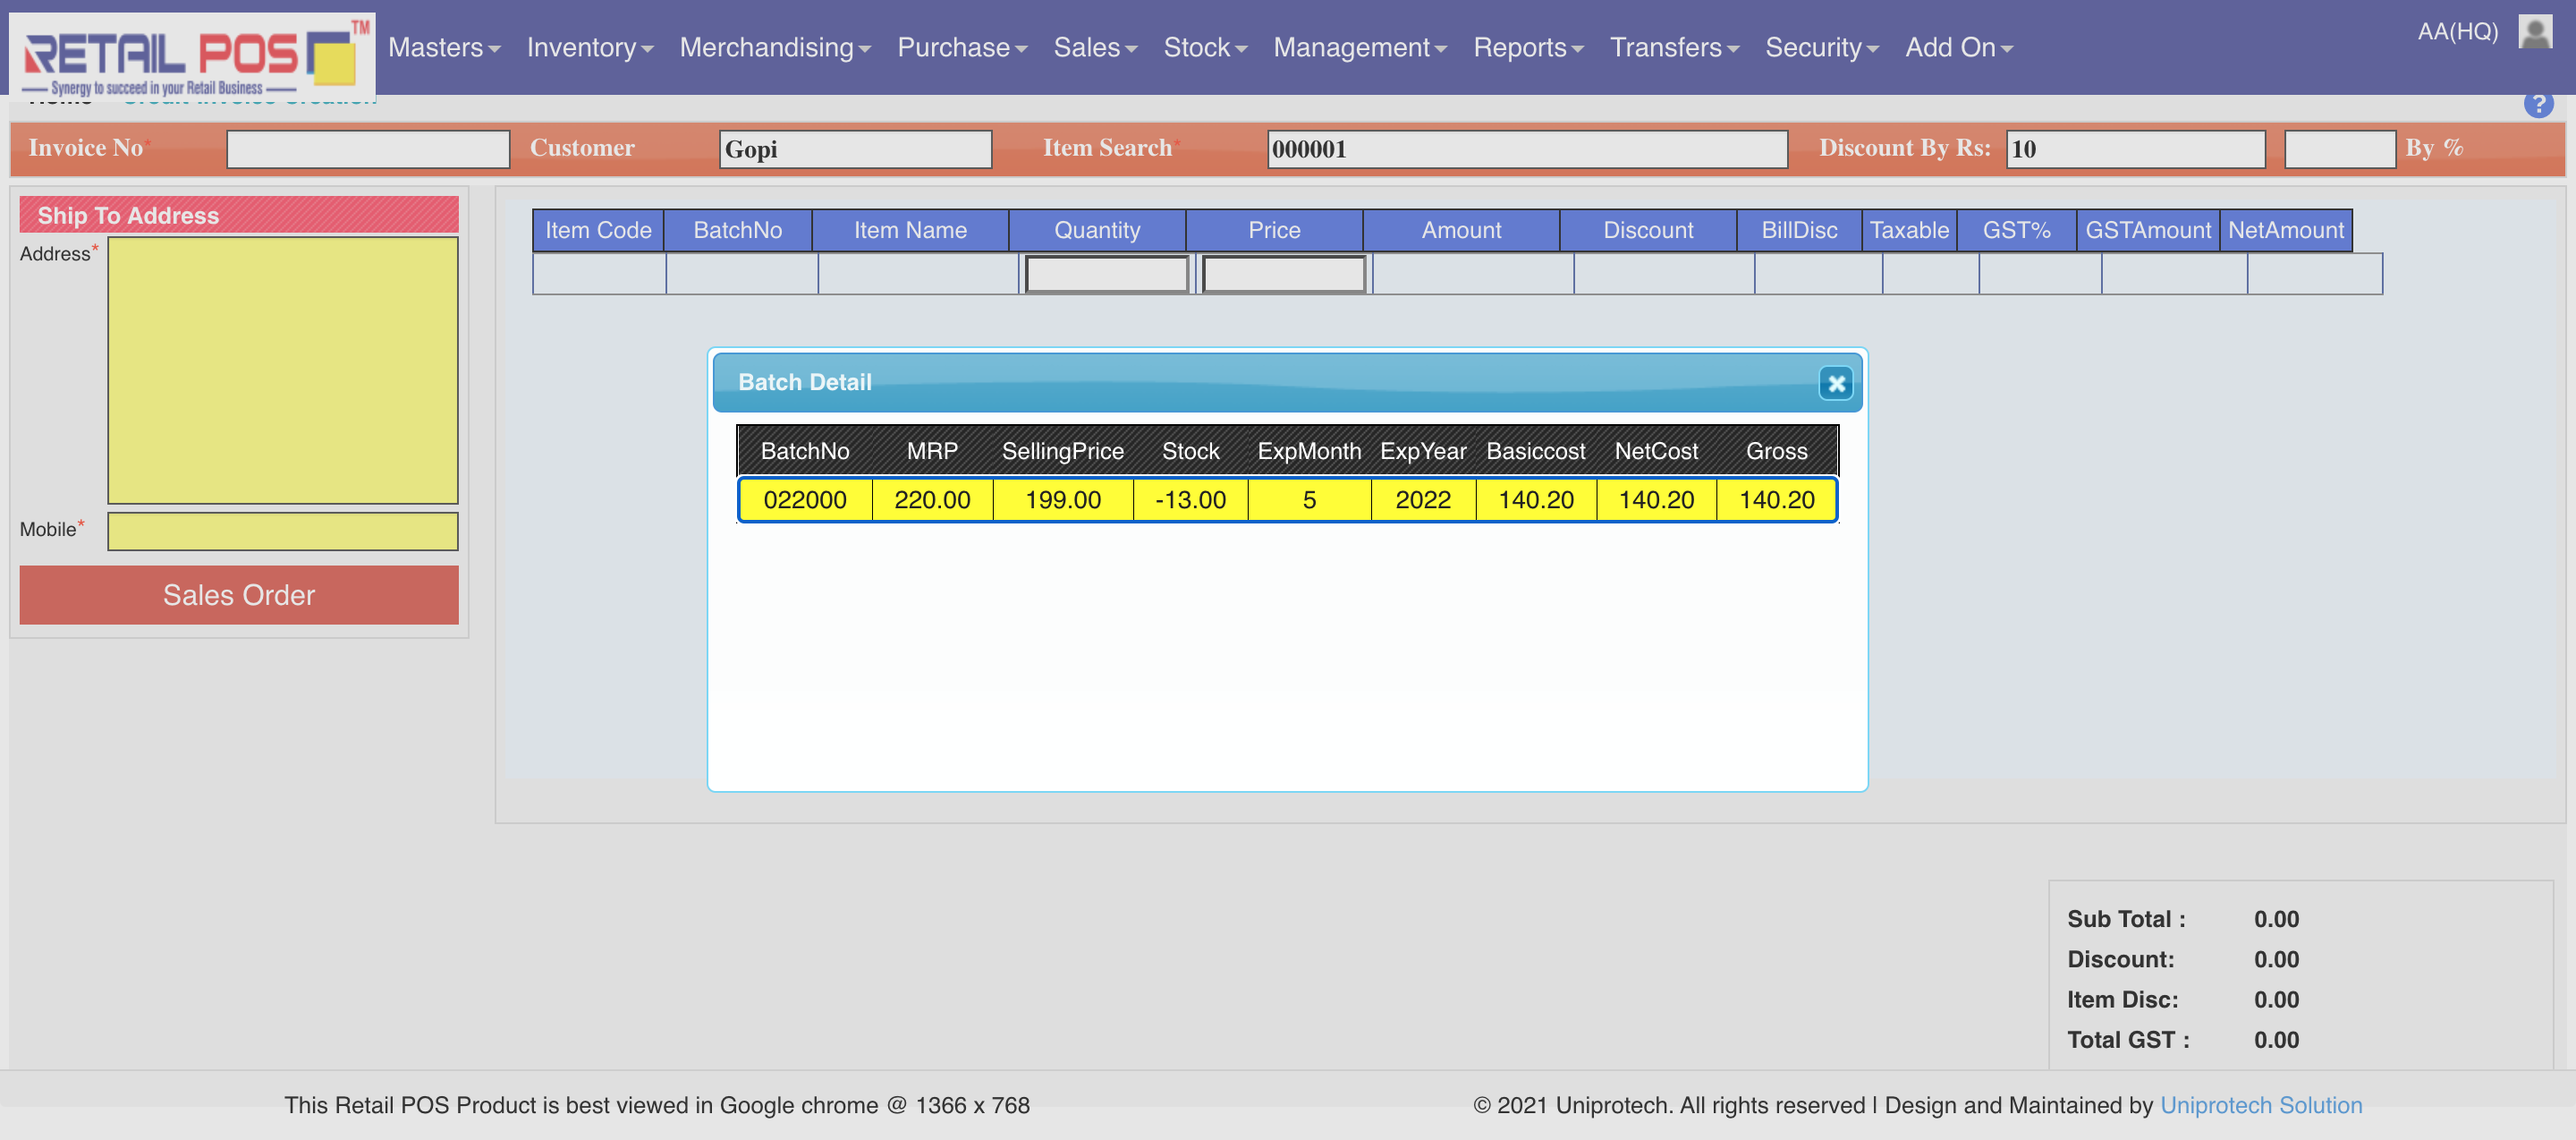 RETAIL POS TM
Synergy to succeed in your Retail Business
Masters Inventory Merchandising Purchase Sales Stock Management Reports Transfers Security Add On
AA(HQ)
?
Invoice No* Customer Gopi Item Search* 000001 Discount By Rs: 10 By %
Ship To Address
Address*
Mobile*
Sales Order
Item Code BatchNo Item Name Quantity Price Amount Discount BillDisc Taxable GST% GSTAmount NetAmount
Batch Detail
BatchNo MRP SellingPrice Stock ExpMonth ExpYear Basiccost NetCost Gross
022000 220.00 199.00 -13.00 5 2022 140.20 140.20 140.20
Sub Total : 0.00
Discount: 0.00
Item Disc: 0.00
Total GST : 0.00
This Retail POS Product is best viewed in Google chrome @ 1366 x 768
© 2021 Uniprotech. All rights reserved | Design and Maintained by Uniprotech Solution